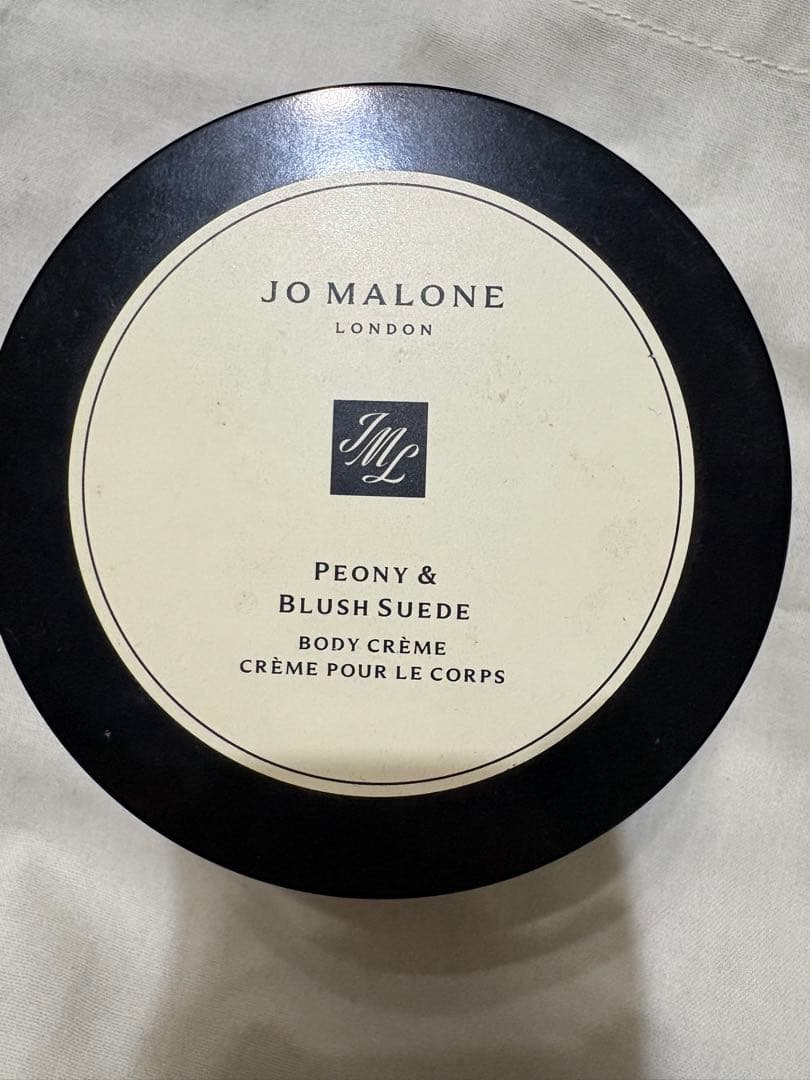 JO MALONE
LONDON
JML
PEONY &
BLUSH SUEDE
BODY CRÈME
CRÈME POUR LE CORPS